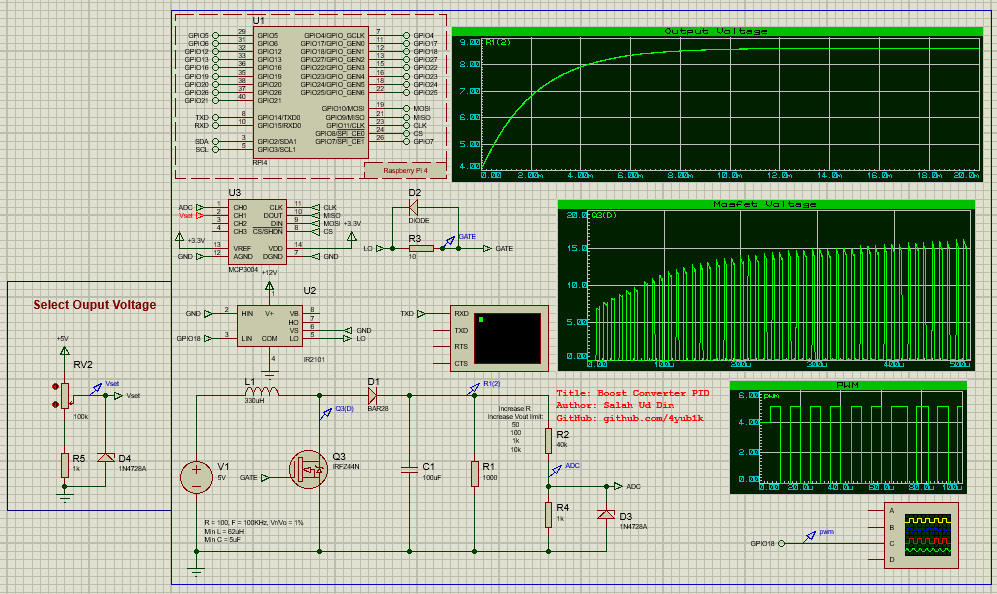 U1
GPIO5 29 GPIO5 GPIO4/GPIO_GCLK 7 GPIO4
GPIO6 31 GPIO6 GPIO17/GPIO_GEN0 11 GPIO17
GPIO12 32 GPIO12 GPIO18/GPIO_GEN1 12 GPIO18
GPIO13 33 GPIO13 GPIO27/GPIO_GEN2 13 GPIO27
GPIO16 36 GPIO16 GPIO22/GPIO_GEN3 15 GPIO22
GPIO19 35 GPIO19 GPIO23/GPIO_GEN4 16 GPIO23
GPIO20 38 GPIO20 GPIO24/GPIO_GEN5 18 GPIO24
GPIO26 37 GPIO26 GPIO25/GPIO_GEN6 22 GPIO25
GPIO21 40 GPIO21
GPIO10/MOSI 19 MOSI
TXD 8 GPIO14/TXD0 GPIO9/MISO 21 MISO
RXD 10 GPIO15/RXD0 GPIO11/CLK 23 CLK
GPIO8/SPI_CE0 24 CS
SDA 3 GPIO2/SDA1 GPIO7/SPI_CE1 26 GPIO7
SCL 5 GPIO3/SCL1
RPI4
Raspberry Pi 4
Output Voltage
R1(2)
9.00
8.00
7.00
6.00
5.00
4.00
0.00 2.00m 4.00m 6.00m 8.00m 10.0m 12.0m 14.0m 16.0m 18.0m 20.0m
U3
ADC 1 CH0 CLK 11 CLK
Vset 2 CH1 DOUT 10 MISO
3 CH2 DIN 9 MOSI +3.3V
4 CH3 CS/SHDN 8 CS
+3.3V 13 VREF VDD 14
GND 12 AGND DGND 7 GND
MCP3004
D2
DIODE
R3
LO 10 GATE GATE
Mosfet Voltage
Q3(D)
20.0
15.0
10.0
5.00
0.00
0.00 100u 200u 300u 400u 500u
+12V
U2
1
GND 2 HIN V+ VB 8
HO 7
VS 6 GND
GPIO18 3 LIN COM LO 5 LO
4 IR2101
TXD RXD
TXD
RTS
CTS
Select Ouput Voltage
+5V
RV2
Vset
Vset
100k
R5
1k
D4
1N4728A
L1
330uH
D1
BAR28
Q3(D)
R1(2)
V1
5V
GATE
Q3
IRFZ44N
C1
100uF
R1
1000
Increase R
Increase Vout limit:
50
100
1k
10k
R2
40k
ADC
ADC
R4
1k
D3
1N4728A
R = 100, F = 100KHz, Vr/Vo = 1%
Min L = 62uH
Min C = 5uF
Title: Boost Converter PID
Author: Salah Ud Din
GitHub: github.com/4yub1k
PWM
pwm
6.00
4.00
2.00
0.00
0.00 20.0u 40.0u 60.0u 80.0u 100u
A
B
GPIO18 pwm C
D